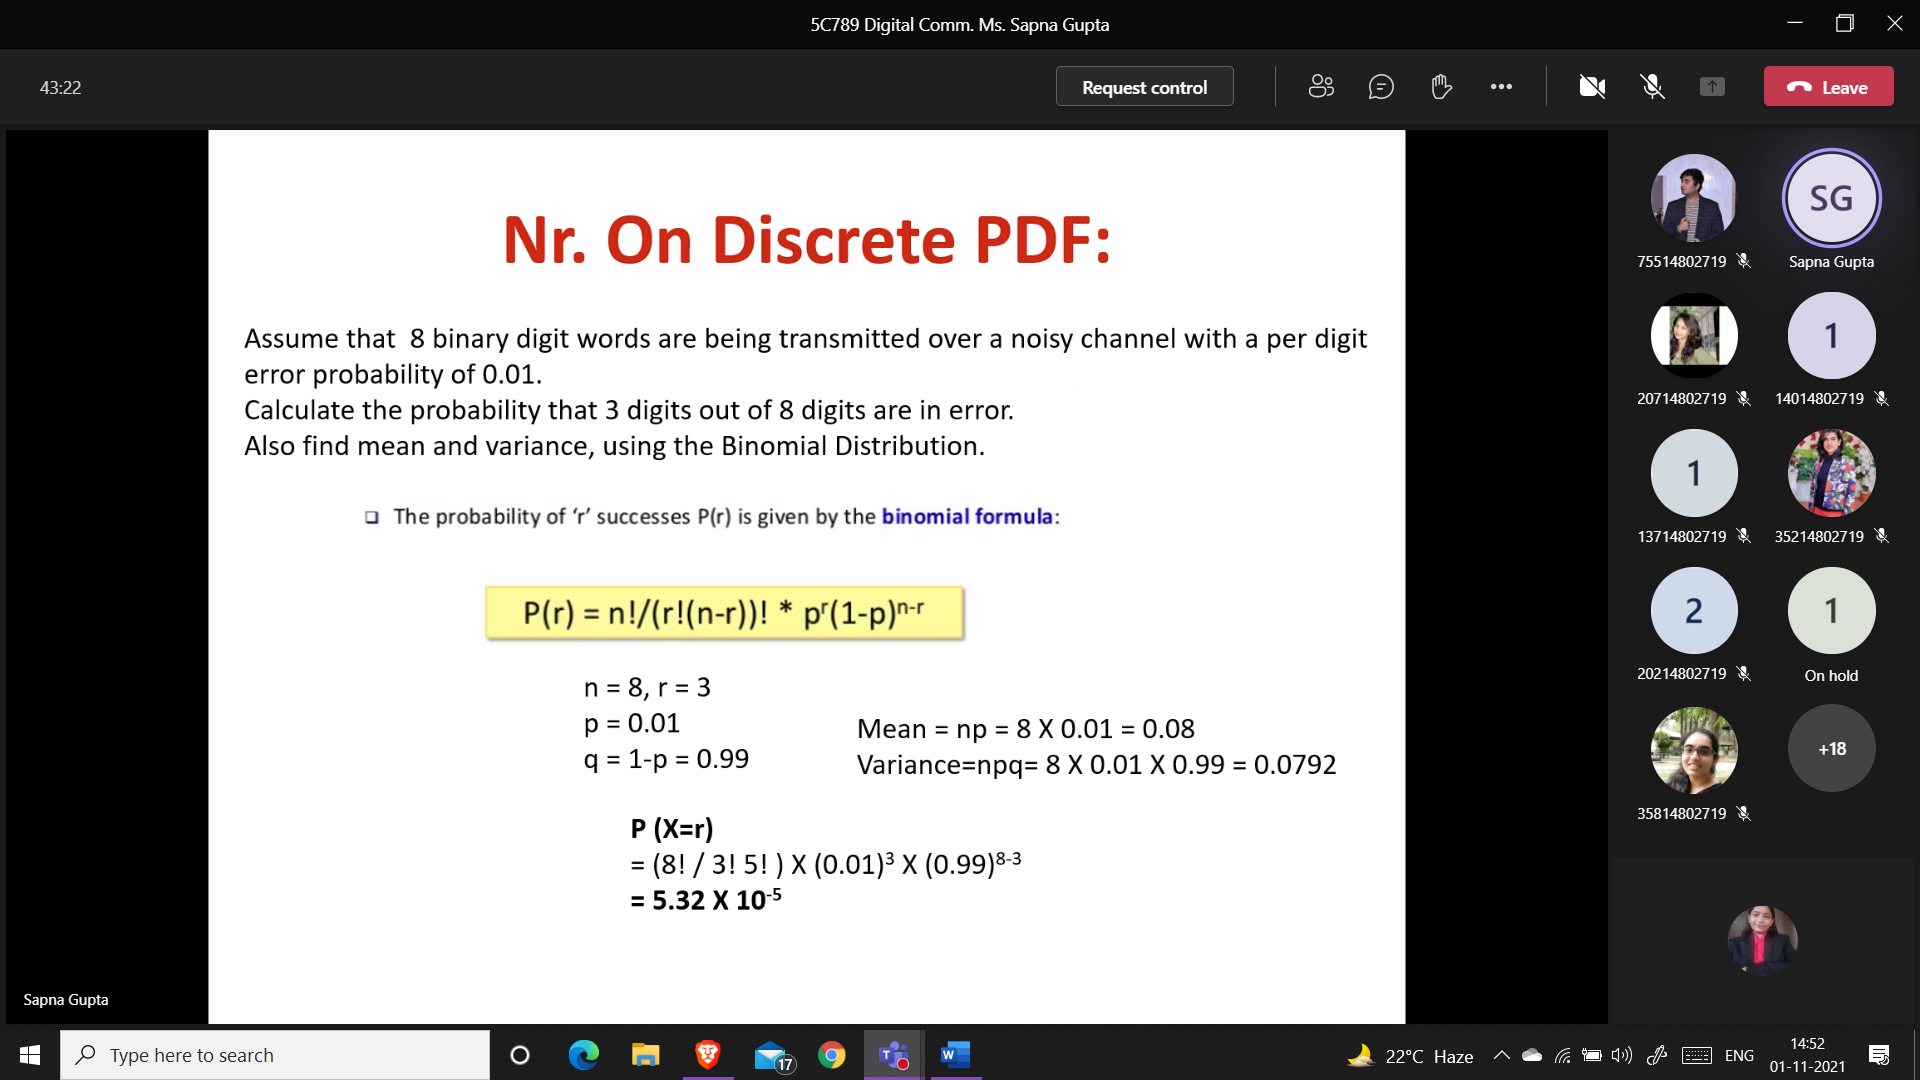 5C789 Digital Comm. Ms. Sapna Gupta
43:22
Request control
Leave
Nr. On Discrete PDF:
Assume that 8 binary digit words are being transmitted over a noisy channel with a per digit
error probability of 0.01.
Calculate the probability that 3 digits out of 8 digits are in error.
Also find mean and variance, using the Binomial Distribution.
❑ The probability of ‘r’ successes P(r) is given by the binomial formula:
P(r) = n!/(r!(n-r))! * pʳ(1-p)ⁿ⁻ʳ
n = 8, r = 3
p = 0.01
q = 1-p = 0.99
Mean = np = 8 X 0.01 = 0.08
Variance=npq= 8 X 0.01 X 0.99 = 0.0792
P (X=r)
= (8! / 3! 5! ) X (0.01)³ X (0.99)⁸⁻³
= 5.32 X 10⁻⁵
Sapna Gupta
75514802719
SG
Sapna Gupta
20714802719
1
14014802719
1
13714802719
35214802719
2
20214802719
1
On hold
35814802719
+18
Type here to search
17
22°C Haze
ENG
14:52
01-11-2021